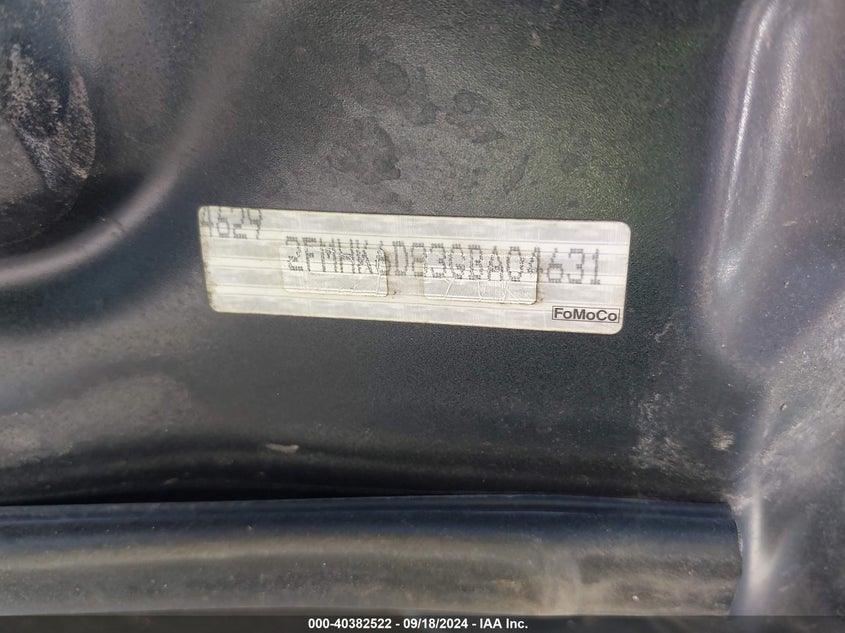 4629
2FMHK6D83GBA04631
FoMoCo
000-40382522 - 09/18/2024 - IAA Inc.